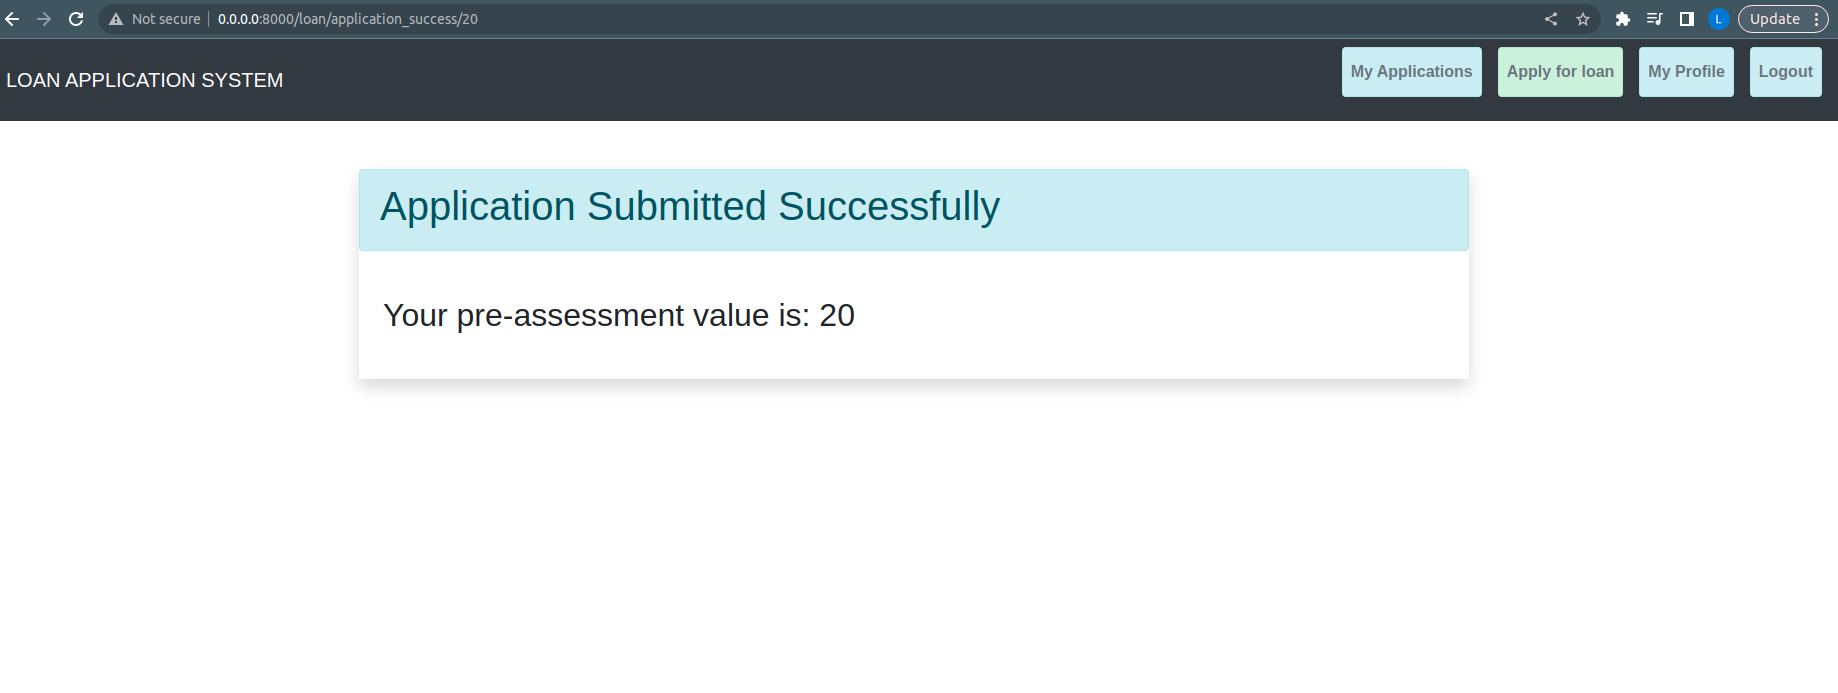 Not secure 0.0.0.0:8000/loan/application_success/20 L Update
LOAN APPLICATION SYSTEM My Applications Apply for loan My Profile Logout
Application Submitted Successfully
Your pre-assessment value is: 20